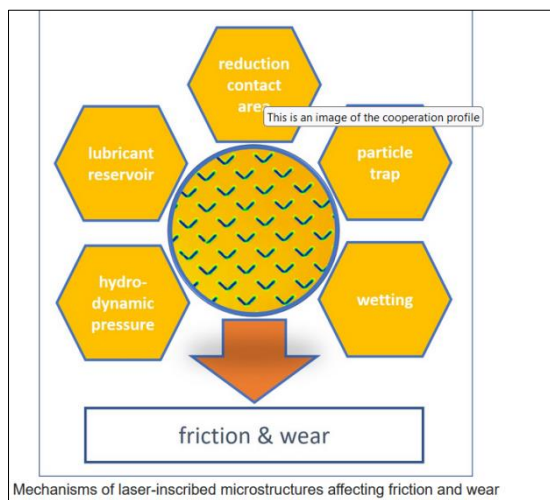 reduction
contact
area
This is an image of the cooperation profile
lubricant
reservoir
particle
trap
hydro-
dynamic
pressure
wetting
friction & wear
Mechanisms of laser-inscribed microstructures affecting friction and wear